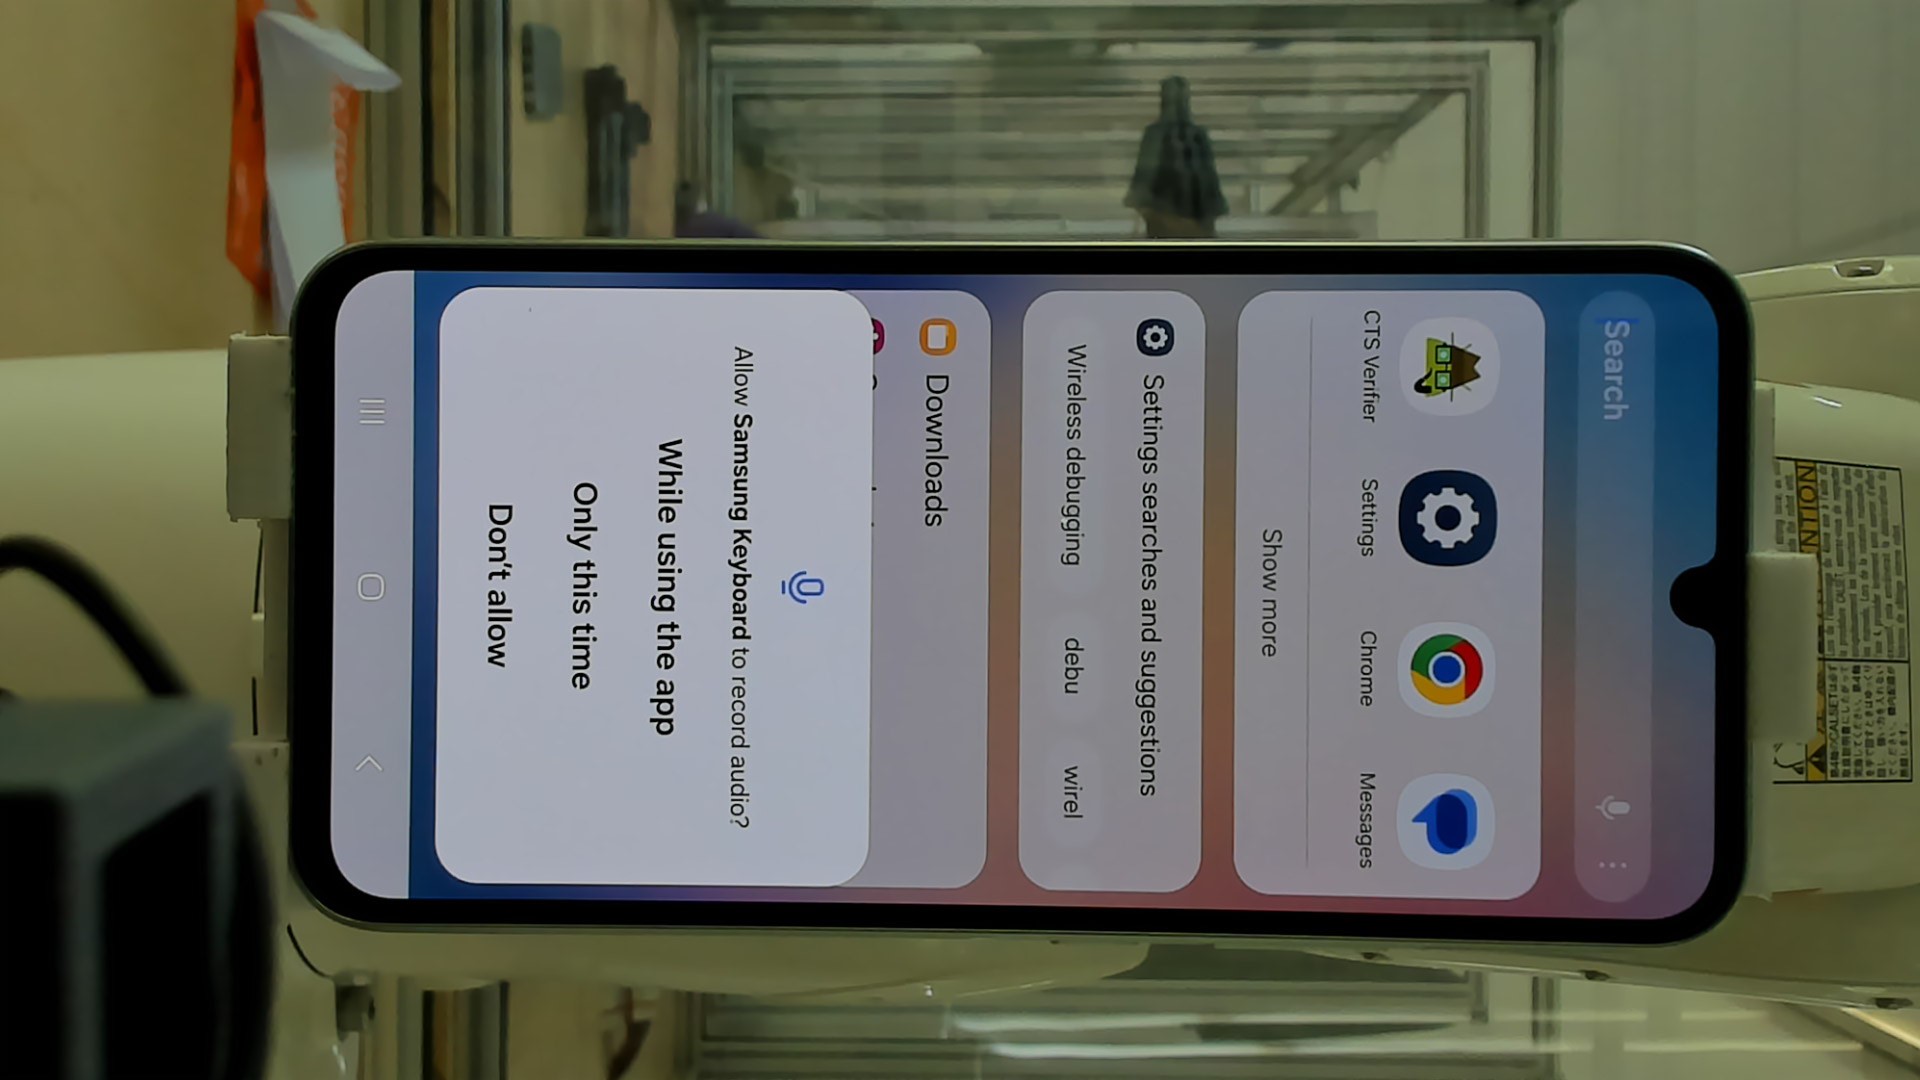 Search
CTS Verifier
Settings
Chrome
Messages
Show more
Settings searches and suggestions
Wireless debugging
debu
wirel
Downloads
Allow Samsung Keyboard to record audio?
While using the app
Only this time
Don't allow